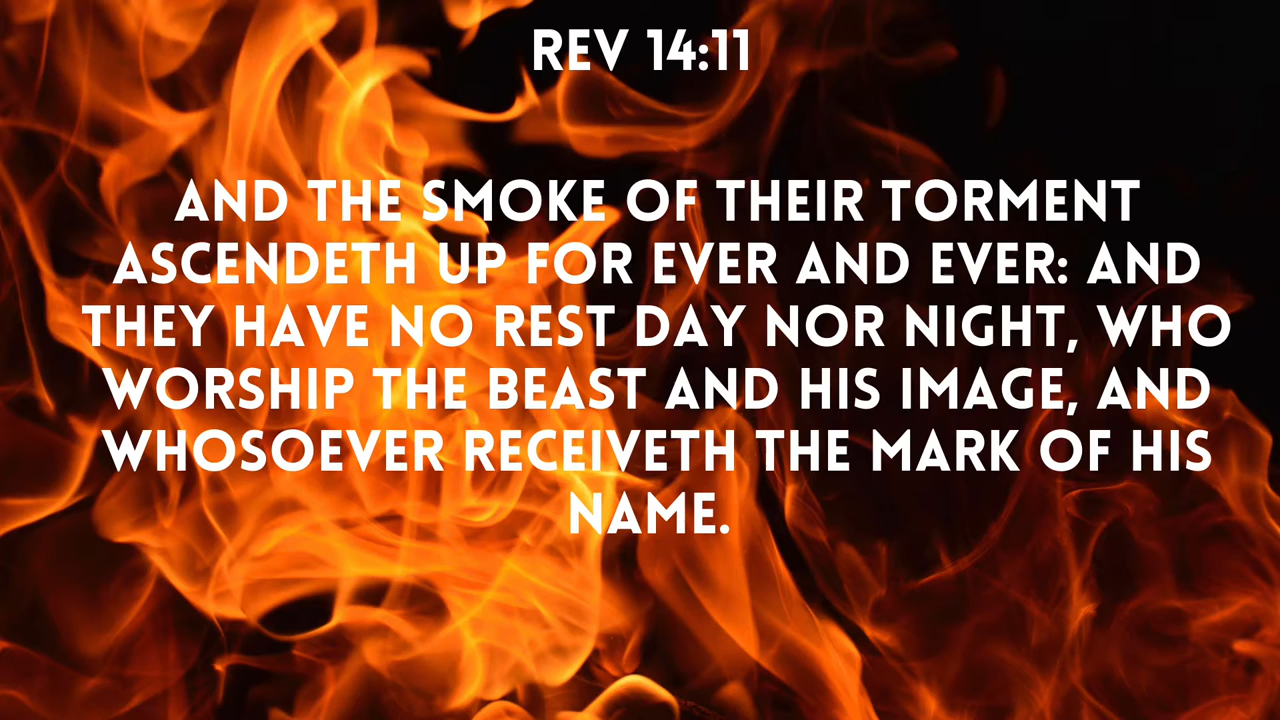 REV 14:11
AND THE SMOKE OF THEIR TORMENT
ASCENDETH UP FOR EVER AND EVER: AND
THEY HAVE NO REST DAY NOR NIGHT, WHO
WORSHIP THE BEAST AND HIS IMAGE, AND
WHOSOEVER RECEIVETH THE MARK OF HIS
NAME.